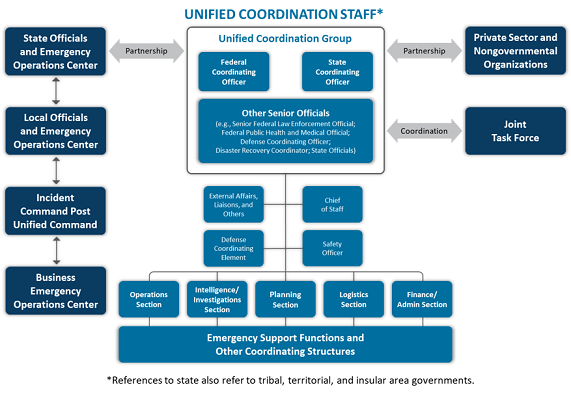 UNIFIED COORDINATION STAFF*
State Officials
and Emergency
Operations Center
Partnership
Unified Coordination Group
Federal
Coordinating
Officer
State
Coordinating
Officer
Partnership
Private Sector and
Nongovernmental
Organizations
Other Senior Officials
(e.g., Senior Federal Law Enforcement Official;
Federal Public Health and Medical Official;
Defense Coordinating Officer;
Disaster Recovery Coordinator; State Officials)
Coordination
Joint
Task Force
Local Officials
and Emergency
Operations Center
Incident
Command Post
Unified Command
Business
Emergency
Operations Center
External Affairs,
Liaisons, and
Others
Chief
of Staff
Defense
Coordinating
Element
Safety
Officer
Operations
Section
Intelligence/
Investigations
Section
Planning
Section
Logistics
Section
Finance/
Admin Section
Emergency Support Functions and
Other Coordinating Structures
*References to state also refer to tribal, territorial, and insular area governments.